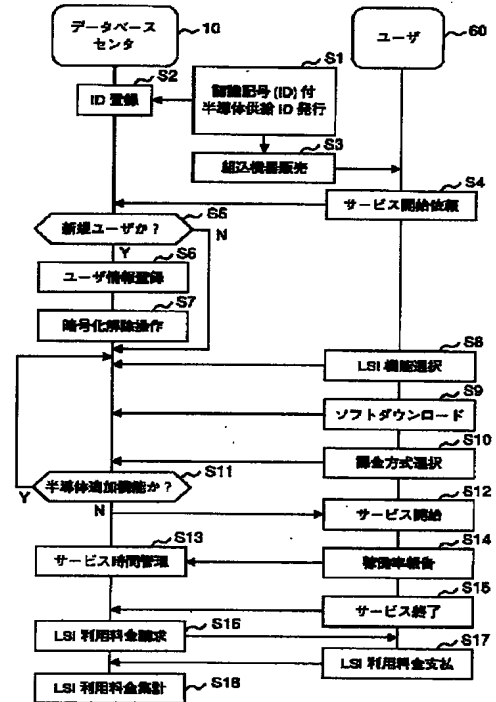 データベース
センタ
10
ユーザ
60
S1
認識記号 (ID) 付
半導体供給 ID 発行
S2
ID 登録
S3
組込機器販売
S4
サービス開始依頼
S5
新規ユーザか？
N
Y
S6
ユーザ情報登録
S7
暗号化解除操作
S8
LSI 機能選択
S9
ソフトダウンロード
S10
課金方式選択
S11
半導体追加機能か？
Y
N
S12
サービス開始
S13
サービス時間管理
S14
稼働率報告
S15
サービス終了
S16
LSI 利用料金請求
S17
LSI 利用料金支払
S18
LSI 利用料金集計